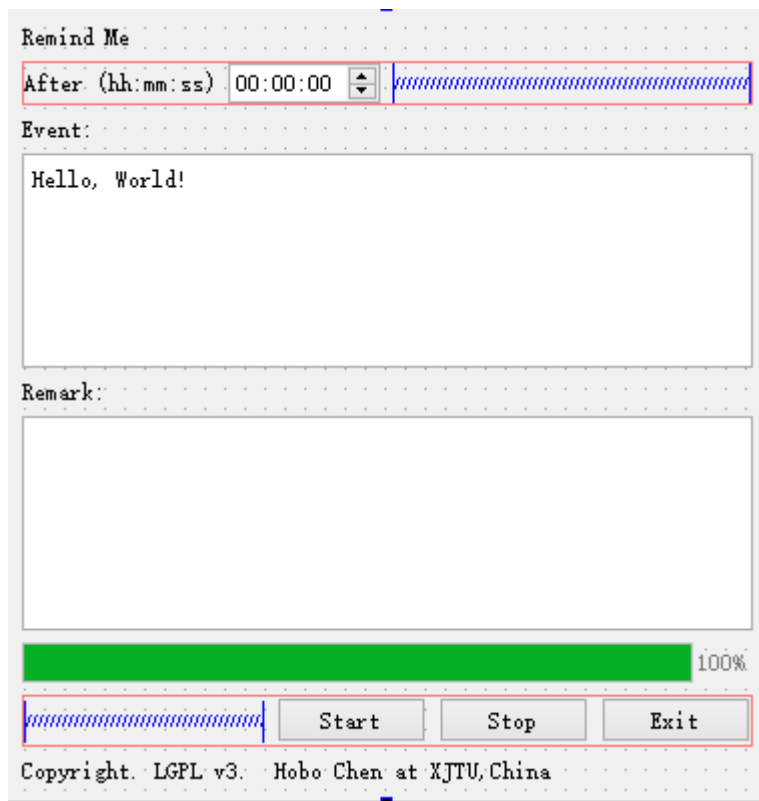 Remind Me
After (hh:mm:ss) 00:00:00
Event:
Hello, World!
Remark:
100%
Start Stop Exit
Copyright. LGPL v3. Hobo Chen at XJTU,China